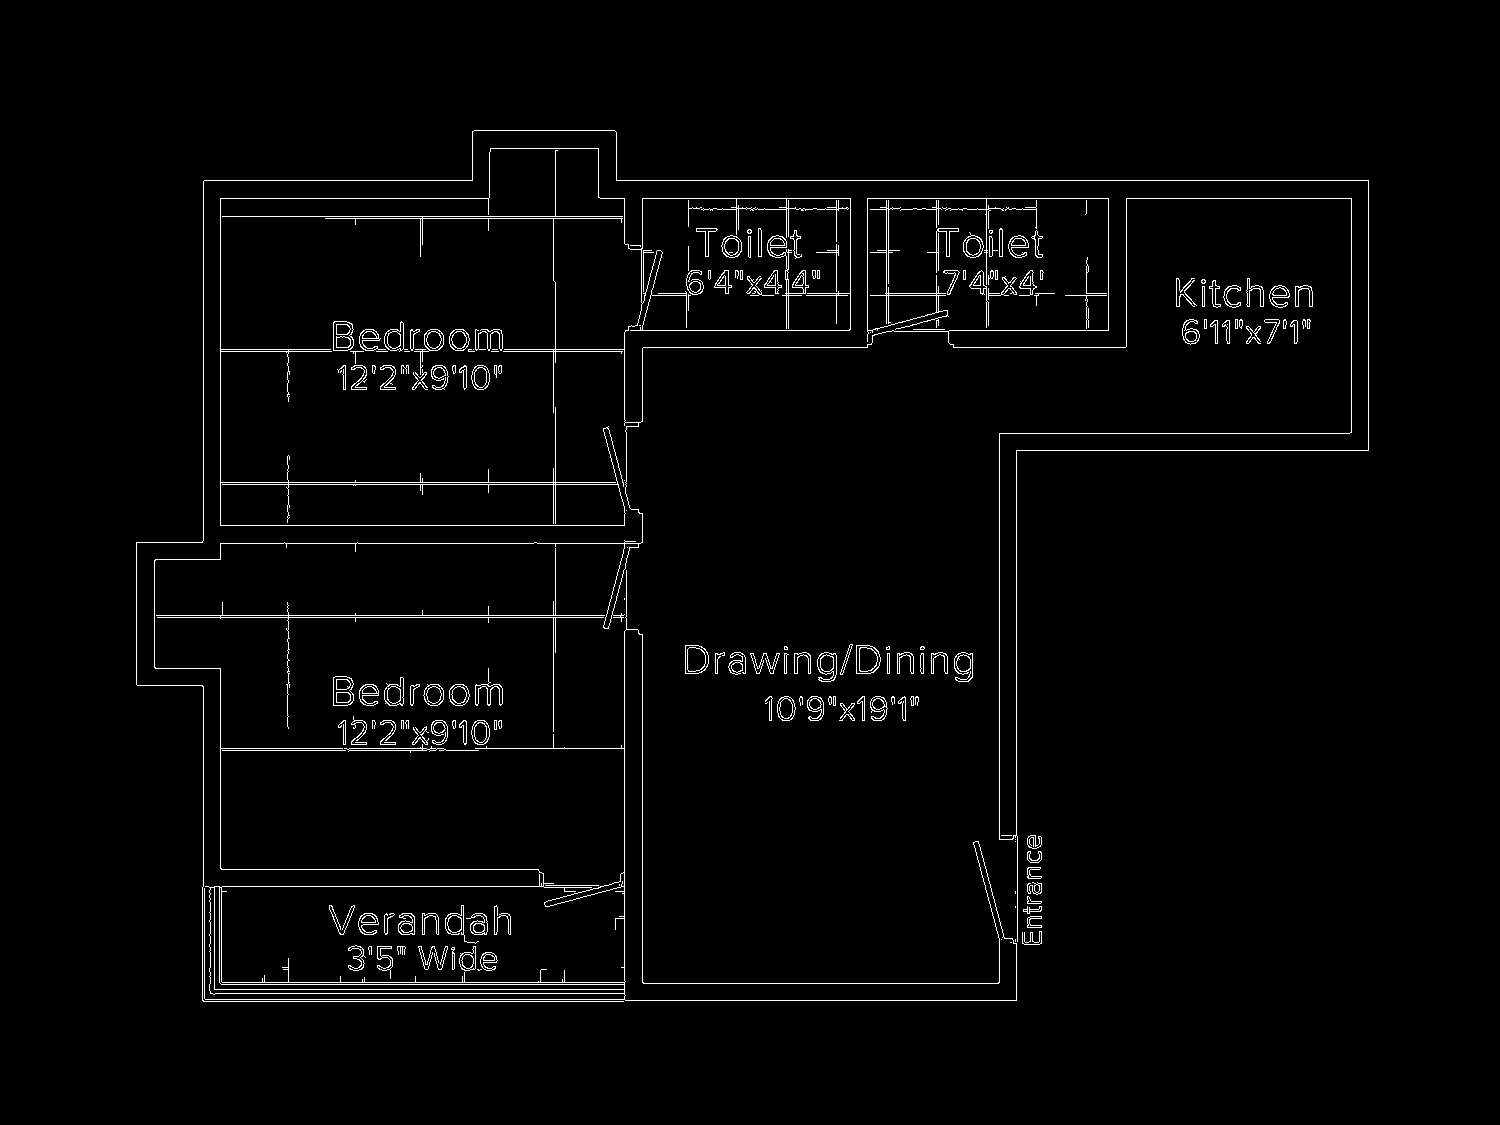 Toilet
6'4"x4'4"
Toilet
7'4"x4'
Kitchen
6'11"x7'1"
Bedroom
12'2"x9'10"
Drawing/Dining
10'9"x19'1"
Bedroom
12'2"x9'10"
Entrance
Verandah
3'5" Wide